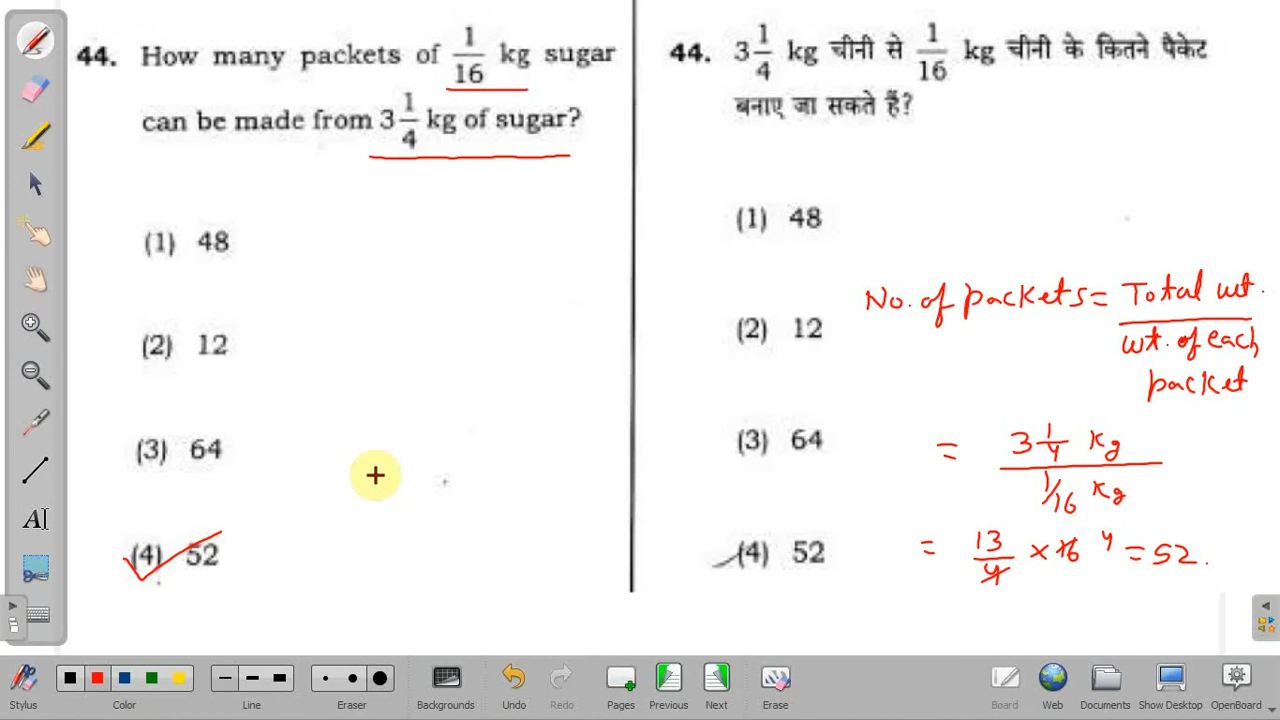 44. How many packets of 1/16 kg sugar
can be made from 3 1/4 kg of sugar?
(1) 48
(2) 12
(3) 64
(4) 52
44. 3 1/4 kg चीनी से 1/16 kg चीनी के कितने पैकेट
बनाए जा सकते हैं?
(1) 48
(2) 12
(3) 64
(4) 52
No. of packets = Total wt.
wt. of each
packet
= 3 1/4 kg
1/16 kg
= 13/4 × 16 4 = 52.
AI
Stylus
Color
Line
Eraser
Backgrounds
Undo
Redo
Pages
Previous
Next
Erase
Board
Web
Documents
Show Desktop
OpenBoard